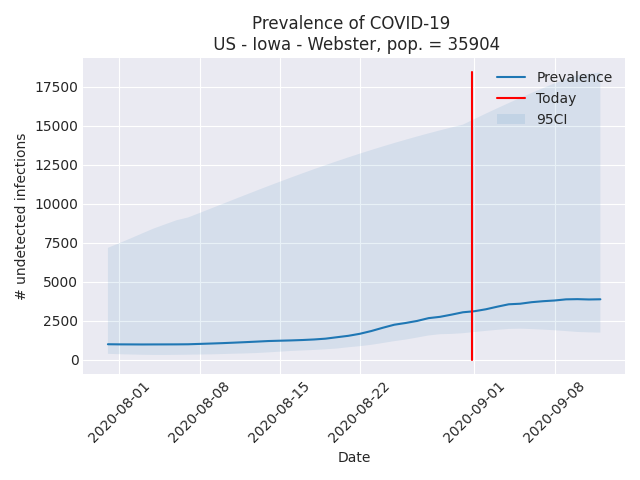 Prevalence of COVID-19
US - Iowa - Webster, pop. = 35904
Prevalence
Today
95CI
17500
15000
12500
10000
7500
5000
2500
0
# undetected infections
2020-08-01
2020-08-08
2020-08-15
2020-08-22
2020-09-01
2020-09-08
Date